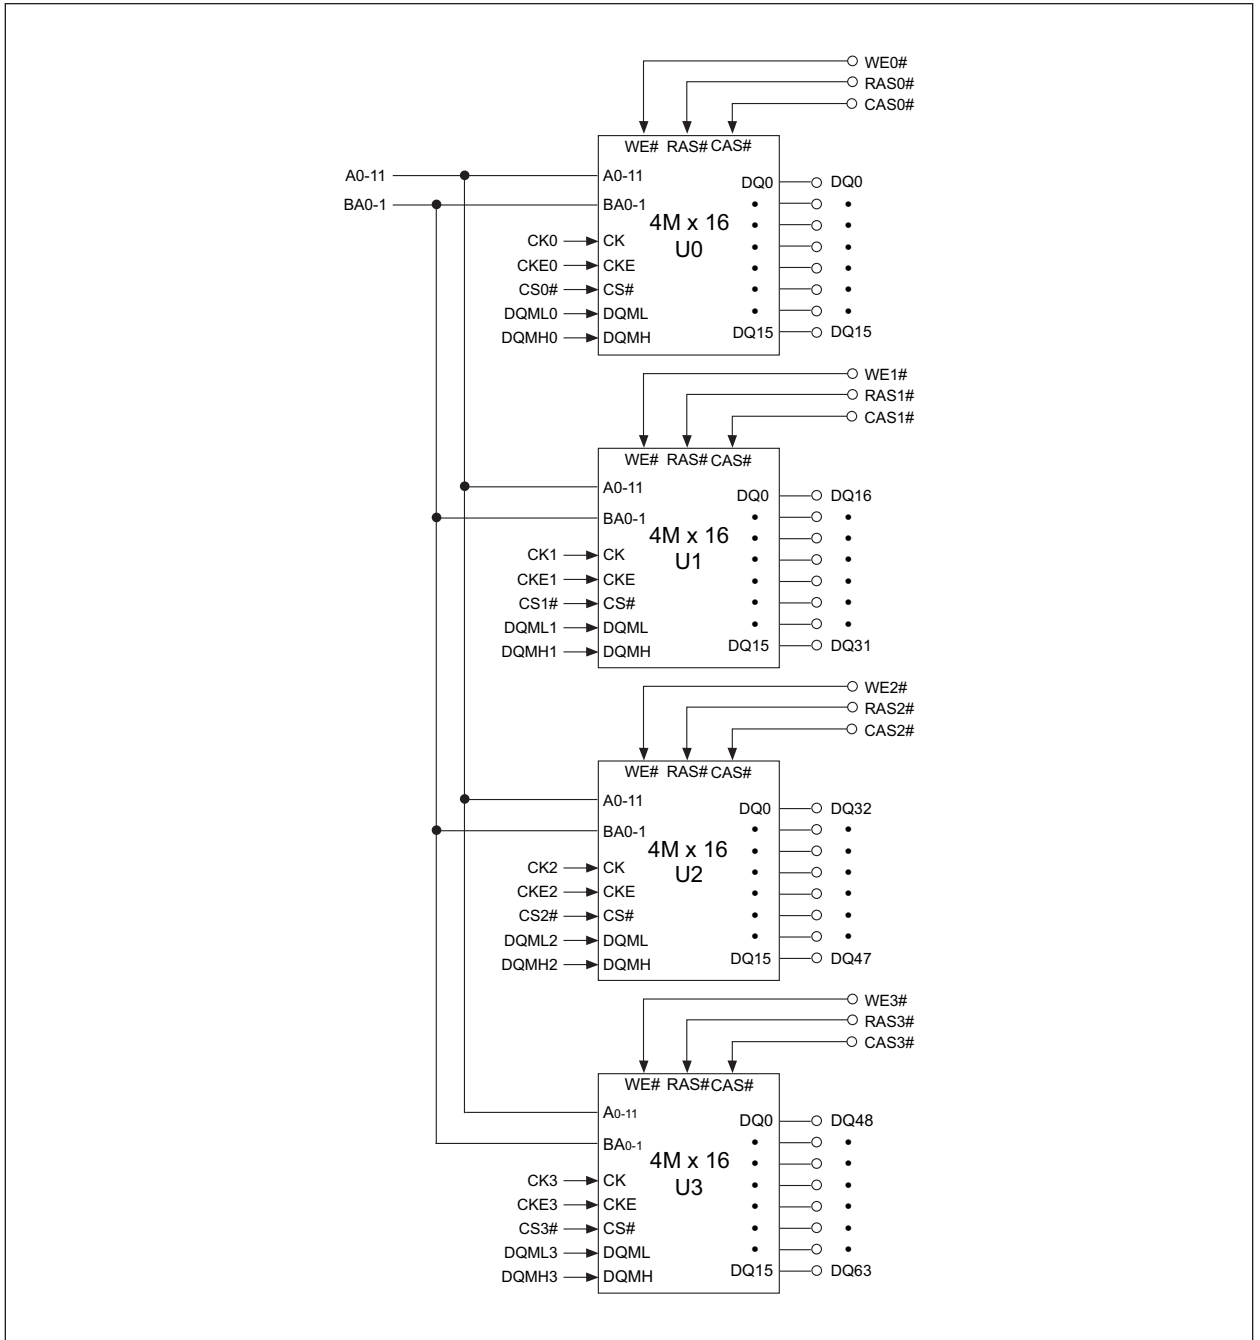 WE0#
RAS0#
CAS0#
WE# RAS# CAS#
A0-11 A0-11
DQ0 DQ0
BA0-1 BA0-1
4M x 16
U0
CK0 CK
CKE0 CKE
CS0# CS#
DQML0 DQML
DQMH0 DQMH
DQ15 DQ15
WE1#
RAS1#
CAS1#
WE# RAS# CAS#
A0-11
DQ0 DQ16
BA0-1
4M x 16
U1
CK1 CK
CKE1 CKE
CS1# CS#
DQML1 DQML
DQMH1 DQMH
DQ15 DQ31
WE2#
RAS2#
CAS2#
WE# RAS# CAS#
A0-11
DQ0 DQ32
BA0-1
4M x 16
U2
CK2 CK
CKE2 CKE
CS2# CS#
DQML2 DQML
DQMH2 DQMH
DQ15 DQ47
WE3#
RAS3#
CAS3#
WE# RAS# CAS#
A0-11
DQ0 DQ48
BA0-1
4M x 16
U3
CK3 CK
CKE3 CKE
CS3# CS#
DQML3 DQML
DQMH3 DQMH
DQ15 DQ63